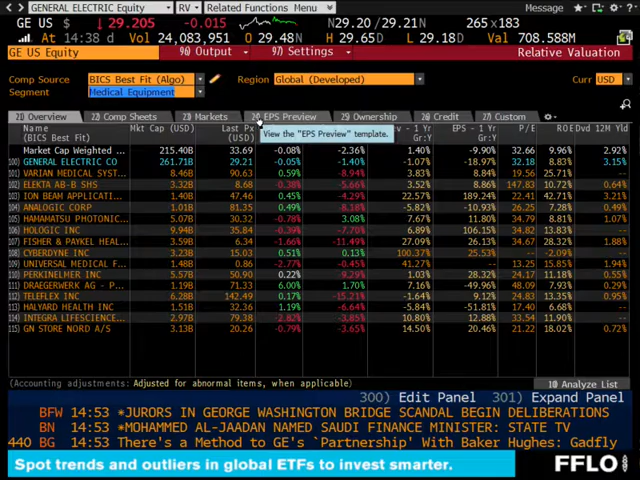 GENERAL ELECTRIC Equity RV Related Functions Menu Message
GE US $ ↓ 29.205 -0.015 N29.20 / 29.21N 265 x 183
At 14:38 d Vol 24,083,951 O 29.48N H 29.65D L 29.18D Val 708.588M
GE US Equity 96) Output 97) Settings Relative Valuation
Comp Source BICS Best Fit (Algo) Region Global (Developed) Curr USD
Segment Medical Equipment
21) Overview 22) Comp Sheets 23) Markets EPS Preview 25) Ownership 26) Credit 27) Custom
View the "EPS Preview" template.
Name Mkt Cap (USD) Last Px - 1 Yr EPS - 1 Yr P/E ROE Dvd 12M Yld
(BICS Best Fit) (USD) Gr:Y Gr:Y
Market Cap Weighted ... 215.40B 33.69 -0.08% -2.36% 1.40% -9.90% 32.66 9.96% 2.92%
100) GENERAL ELECTRIC CO 261.71B 29.21 -0.05% -1.40% -1.07% -18.97% 32.18 8.83% 3.15%
101) VARIAN MEDICAL SYST... 8.46B 90.63 0.59% -8.94% 3.83% 8.84% 19.56 25.71% --
102) ELEKTA AB-B SHS 3.32B 8.68 -0.38% -5.66% 3.52% 8.86% 147.83 10.72% 0.64%
103) ION BEAM APPLICATI... 1.38B 47.46 0.45% -4.29% 22.57% 189.24% 22.41 42.71% 3.21%
104) ANALOGIC CORP 1.01B 81.25 0.49% -8.18% -5.82% -10.93% 26.25 7.28% 0.49%
105) HAMAMATSU PHOTONIC... 5.07B 30.32 -0.78% 3.08% 7.67% 11.80% 34.79 8.81% 1.07%
106) HOLOGIC INC 9.94B 35.84 -0.39% -7.70% 6.89% 106.15% 34.82 13.83% --
107) FISHER & PAYKEL HEAL... 3.59B 6.34 -1.66% -11.49% 27.09% 26.13% 34.67 28.32% 1.88%
108) CYBERDYNE INC 3.23B 15.03 0.51% 0.13% 100.37% 25.53% -- -2.09% --
109) UNIVERSAL MEDICAL F... 1.48B 0.86 -2.77% -0.45% 41.27% -- 13.25 15.85% 1.94%
110) PERKINELMER INC 5.57B 50.90 0.22% -9.29% 1.03% 28.32% 24.17 11.18% 0.55%
111) DRAEGERWERK AG - P... 1.19B 71.33 6.00% 1.70% 7.16% -49.96% 48.09 7.93% 0.29%
112) TELEFLEX INC 6.28B 142.49 0.17% -15.21% -1.64% 9.12% 24.83 13.53% 0.95%
113) HALYARD HEALTH INC 1.51B 32.36 1.19% -6.64% -5.84% -51.81% 17.40 6.68% --
114) INTEGRA LIFESCIENCE... 2.97B 79.38 -2.82% -3.85% 10.80% 12.88% 33.54 11.90% --
115) GN STORE NORD A/S 3.13B 20.26 -0.79% -3.65% 14.50% 20.46% 21.22 18.02% 0.72%
(Accounting adjustments: Adjusted for abnormal items, when applicable) 10) Analyze List
300) Edit Panel 301) Expand Panel
BFW 14:53 *JURORS IN GEORGE WASHINGTON BRIDGE SCANDAL BEGIN DELIBERATIONS
BN 14:53 *MOHAMMED AL-JAADAN NAMED SAUDI FINANCE MINISTER: STATE TV
440 BG 14:53 There's a Method to GE's `Partnership' With Baker Hughes: Gadfly
Spot trends and outliers in global ETFs to invest smarter. FFLO